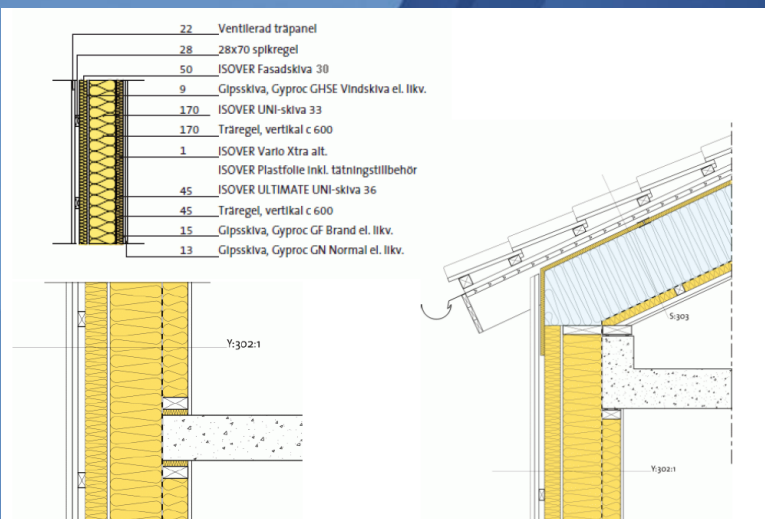 22 Ventilerad träpanel
28 28x70 spikregel
50 ISOVER Fasadskiva 30
9 Gipsskiva, Gyproc GHSE Vindskiva el. likv.
170 ISOVER UNI-skiva 33
170 Träregel, vertikal c 600
1 ISOVER Vario Xtra alt.
ISOVER Plastfolie inkl. tätningstillbehör
45 ISOVER ULTIMATE UNI-skiva 36
45 Träregel, vertikal c 600
15 Gipsskiva, Gyproc GF Brand el. likv.
13 Gipsskiva, Gyproc GN Normal el. likv.
Y:302:1
S:303
Y:302:1